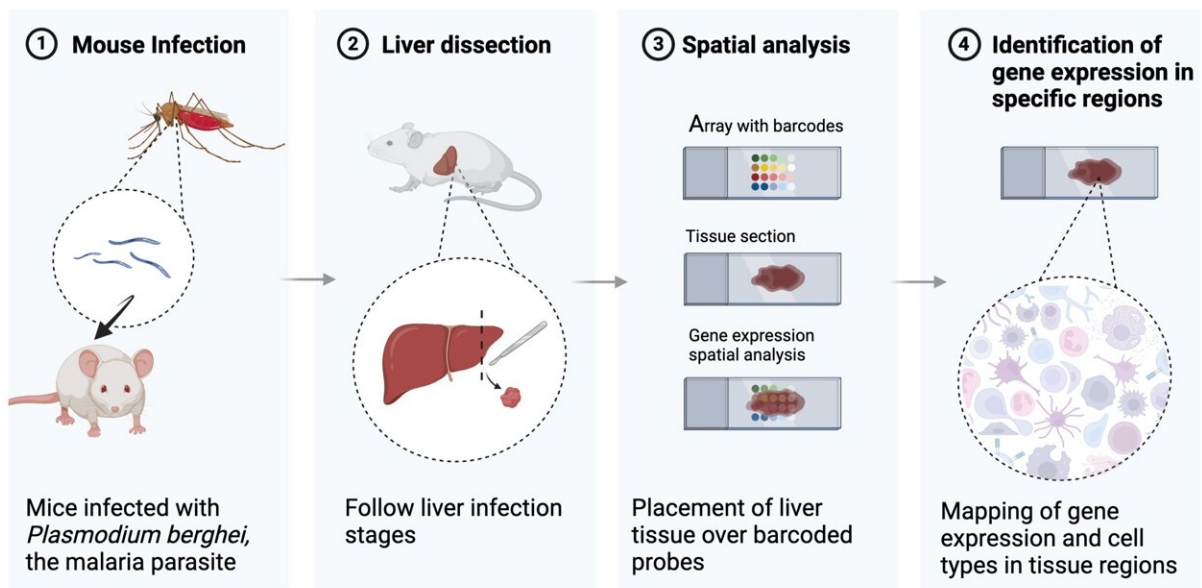 1 Mouse Infection
Mice infected with
Plasmodium berghei,
the malaria parasite
2 Liver dissection
Follow liver infection
stages
3 Spatial analysis
Array with barcodes
Tissue section
Gene expression
spatial analysis
Placement of liver
tissue over barcoded
probes
4 Identification of
gene expression in
specific regions
Mapping of gene
expression and cell
types in tissue regions